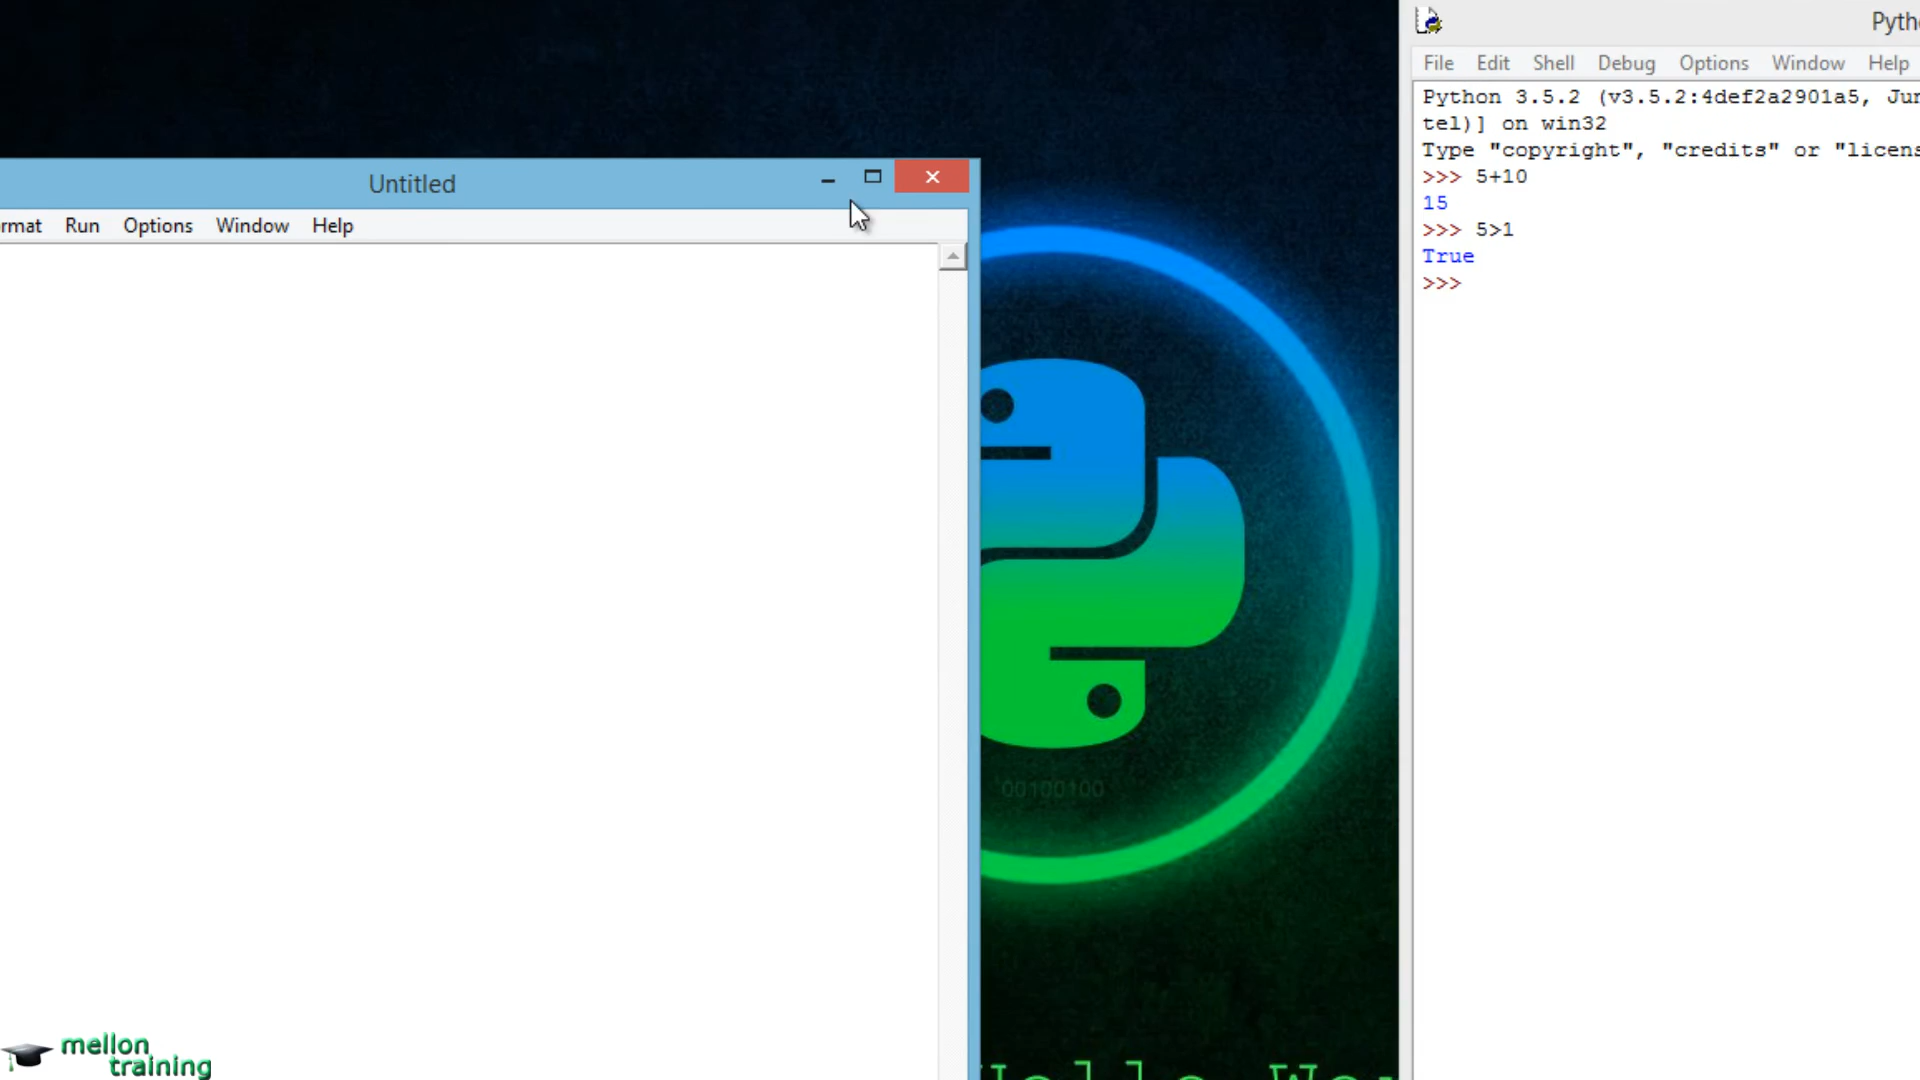 Untitled
Run Options Window Help
File Edit Shell Debug Options Window Help
Python 3.5.2 (v3.5.2:4def2a2901a5, Jun
tel)] on win32
Type "copyright", "credits" or "licens
>>> 5+10
15
>>> 5>1
True
>>>
00100100
mellon
training